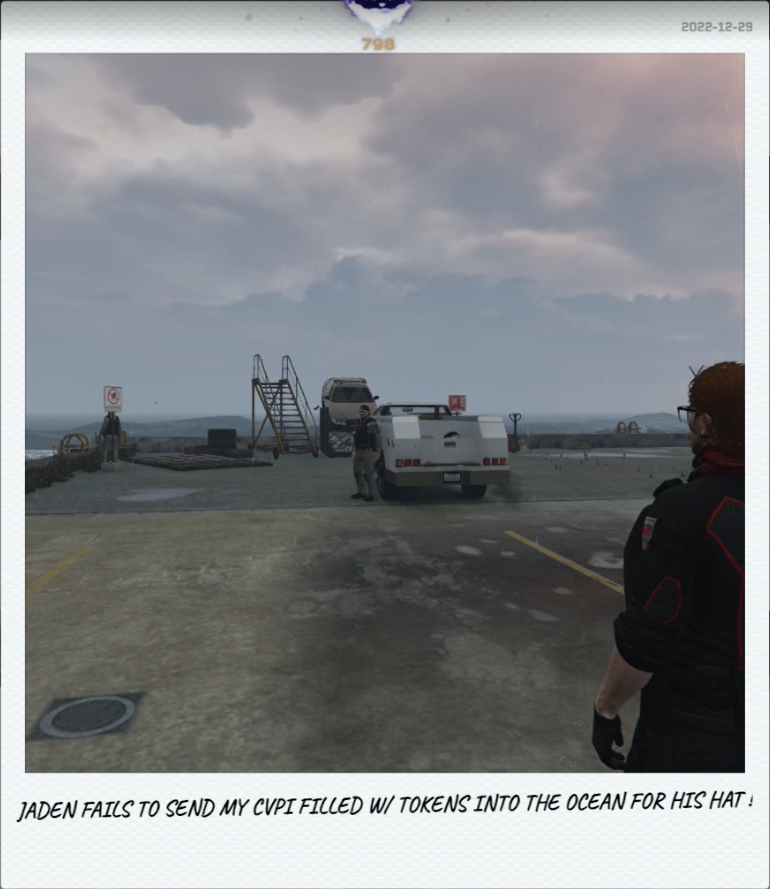 2022-12-29
798
JADEN FAILS TO SEND MY CVPI FILLED W/ TOKENS INTO THE OCEAN FOR HIS HAT !